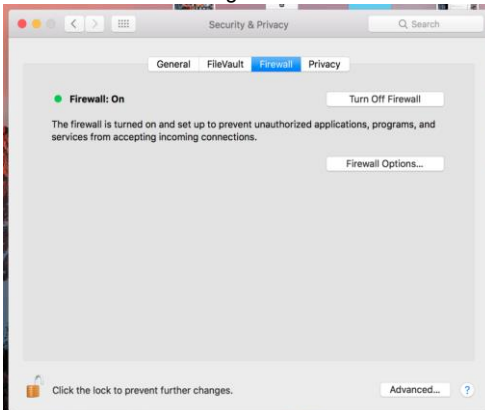 Security & Privacy
Search
General FileVault Firewall Privacy
Firewall: On
Turn Off Firewall
The firewall is turned on and set up to prevent unauthorized applications, programs, and
services from accepting incoming connections.
Firewall Options...
Click the lock to prevent further changes.
Advanced...
?